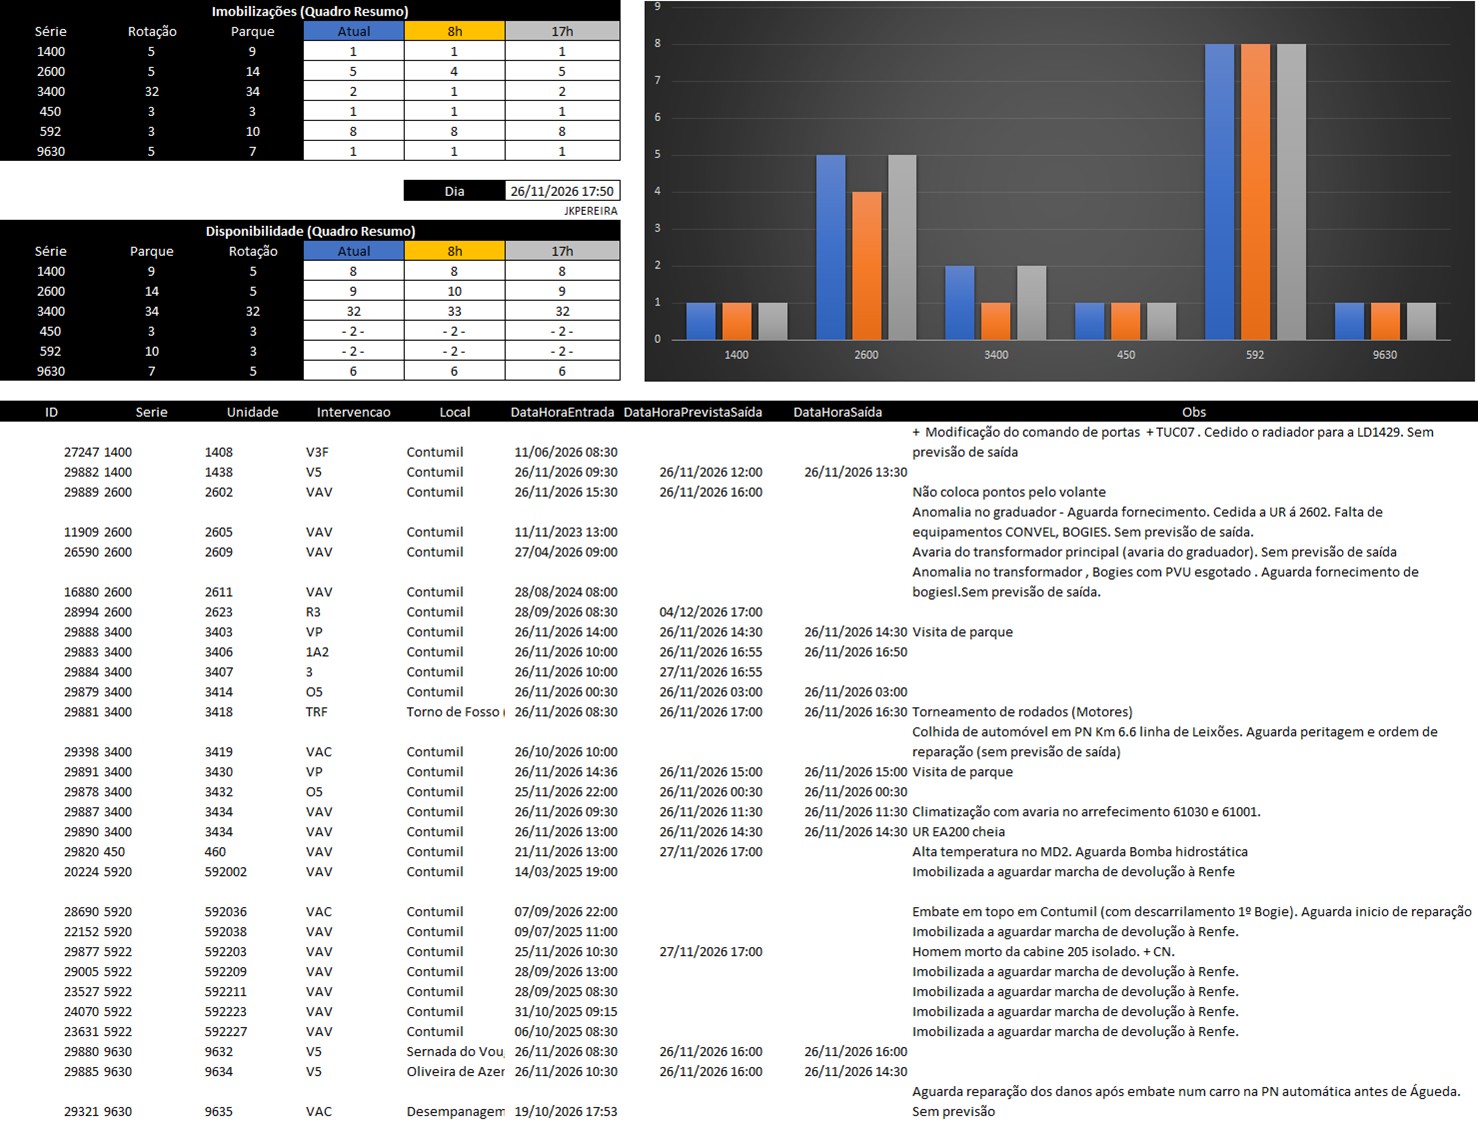 Imobilizações (Quadro Resumo)
Série Rotação Parque Atual 8h 17h
1400 5 9 1 1 1
2600 5 14 5 4 5
3400 32 34 2 1 2
450 3 3 1 1 1
592 3 10 8 8 8
9630 5 7 1 1 1
Dia 26/11/2026 17:50
JKPEREIRA
Disponibilidade (Quadro Resumo)
Série Parque Rotação Atual 8h 17h
1400 9 5 8 8 8
2600 14 5 9 10 9
3400 34 32 32 33 32
450 3 3 - 2 - - 2 - - 2 -
592 10 3 - 2 - - 2 - - 2 -
9630 7 5 6 6 6
9
8
7
6
5
4
3
2
1
0
1400 2600 3400 450 592 9630
ID Serie Unidade Intervencao Local DataHoraEntrada DataHoraPrevistaSaída DataHoraSaída Obs
+ Modificação do comando de portas + TUC07 . Cedido o radiador para a LD1429. Sem
27247 1400 1408 V3F Contumil 11/06/2026 08:30 previsão de saída
29882 1400 1438 V5 Contumil 26/11/2026 09:30 26/11/2026 12:00 26/11/2026 13:30
29889 2600 2602 VAV Contumil 26/11/2026 15:30 26/11/2026 16:00 Não coloca pontos pelo volante
Anomalia no graduador - Aguarda fornecimento. Cedida a UR á 2602. Falta de
11909 2600 2605 VAV Contumil 11/11/2023 13:00 equipamentos CONVEL, BOGIES. Sem previsão de saída.
26590 2600 2609 VAV Contumil 27/04/2026 09:00 Avaria do transformador principal (avaria do graduador). Sem previsão de saída
Anomalia no transformador , Bogies com PVU esgotado . Aguarda fornecimento de
16880 2600 2611 VAV Contumil 28/08/2024 08:00 bogiesl.Sem previsão de saída.
28994 2600 2623 R3 Contumil 28/09/2026 08:30 04/12/2026 17:00
29888 3400 3403 VP Contumil 26/11/2026 14:00 26/11/2026 14:30 26/11/2026 14:30 Visita de parque
29883 3400 3406 1A2 Contumil 26/11/2026 10:00 26/11/2026 16:55 26/11/2026 16:50
29884 3400 3407 3 Contumil 26/11/2026 10:00 27/11/2026 16:55
29879 3400 3414 O5 Contumil 26/11/2026 00:30 26/11/2026 03:00 26/11/2026 03:00
29881 3400 3418 TRF Torno de Fosso ( 26/11/2026 08:30 26/11/2026 17:00 26/11/2026 16:30 Torneamento de rodados (Motores)
Colhida de automóvel em PN Km 6.6 linha de Leixões. Aguarda peritagem e ordem de
29398 3400 3419 VAC Contumil 26/10/2026 10:00 reparação (sem previsão de saída)
29891 3400 3430 VP Contumil 26/11/2026 14:36 26/11/2026 15:00 26/11/2026 15:00 Visita de parque
29878 3400 3432 O5 Contumil 25/11/2026 22:00 26/11/2026 00:30 26/11/2026 00:30
29887 3400 3434 VAV Contumil 26/11/2026 09:30 26/11/2026 11:30 26/11/2026 11:30 Climatização com avaria no arrefecimento 61030 e 61001.
29890 3400 3434 VAV Contumil 26/11/2026 13:00 26/11/2026 14:30 26/11/2026 14:30 UR EA200 cheia
29820 450 460 VAV Contumil 21/11/2026 13:00 27/11/2026 17:00 Alta temperatura no MD2. Aguarda Bomba hidrostática
20224 5920 592002 VAV Contumil 14/03/2025 19:00 Imobilizada a aguardar marcha de devolução à Renfe
28690 5920 592036 VAC Contumil 07/09/2026 22:00 Embate em topo em Contumil (com descarrilamento 1º Bogie). Aguarda inicio de reparação
22152 5920 592038 VAV Contumil 09/07/2025 11:00 Imobilizada a aguardar marcha de devolução à Renfe.
29877 5922 592203 VAV Contumil 25/11/2026 10:30 27/11/2026 17:00 Homem morto da cabine 205 isolado. + CN.
29005 5922 592209 VAV Contumil 28/09/2026 13:00 Imobilizada a aguardar marcha de devolução à Renfe.
23527 5922 592211 VAV Contumil 28/09/2025 08:30 Imobilizada a aguardar marcha de devolução à Renfe.
24070 5922 592223 VAV Contumil 31/10/2025 09:15 Imobilizada a aguardar marcha de devolução à Renfe.
23631 5922 592227 VAV Contumil 06/10/2025 08:30 Imobilizada a aguardar marcha de devolução à Renfe.
29880 9630 9632 V5 Sernada do Vou 26/11/2026 08:30 26/11/2026 16:00 26/11/2026 16:00
29885 9630 9634 V5 Oliveira de Azer 26/11/2026 10:30 26/11/2026 16:00 26/11/2026 14:30
Aguarda reparação dos danos após embate num carro na PN automática antes de Águeda.
29321 9630 9635 VAC Desempanagem 19/10/2026 17:53 Sem previsão